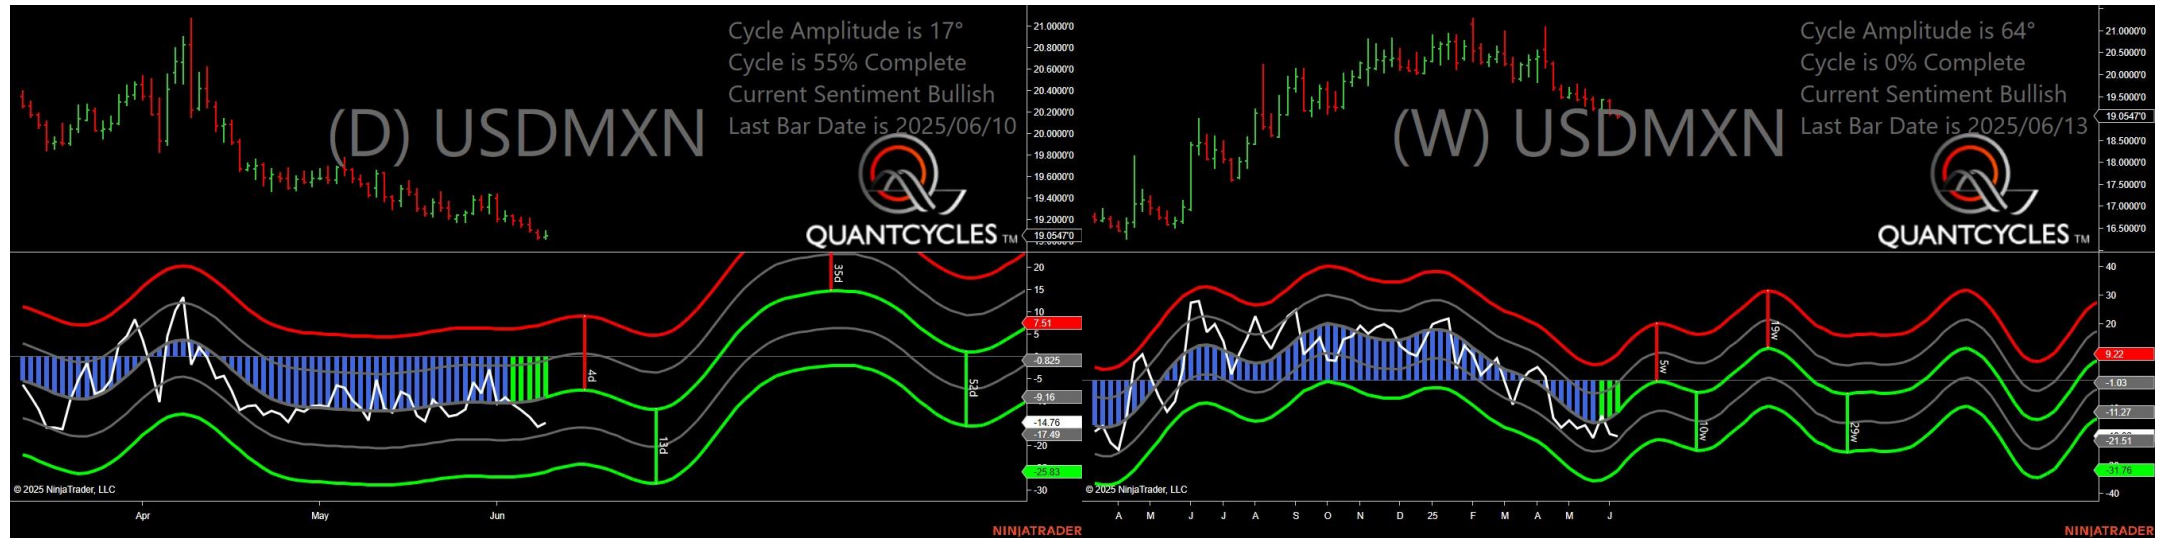 Cycle Amplitude is 17°
Cycle is 55% Complete
Current Sentiment Bullish
Last Bar Date is 2025/06/10
(D) USDMXN
QUANTCYCLES TM
21.0000'0
20.8000'0
20.6000'0
20.4000'0
20.2000'0
20.0000'0
19.8000'0
19.6000'0
19.4000'0
19.2000'0
19.0547'0
20
15
10
5
7.51
-0.825
-5
-9.16
-14.76
-17.49
-20
-25.83
-30
4d
13d
35d
52d
© 2025 NinjaTrader, LLC
Apr May Jun
NINJATRADER
Cycle Amplitude is 64°
Cycle is 0% Complete
Current Sentiment Bullish
Last Bar Date is 2025/06/13
(W) USDMXN
QUANTCYCLES TM
21.0000'0
20.5000'0
20.0000'0
19.5000'0
19.0547'0
18.5000'0
18.0000'0
17.5000'0
17.0000'0
16.5000'0
40
30
20
9.22
-1.03
-11.27
-21.51
-31.76
-40
5w
10w
19w
29w
© 2025 NinjaTrader, LLC
A M J J A S O N D 25 F M A M J
NINJATRADER